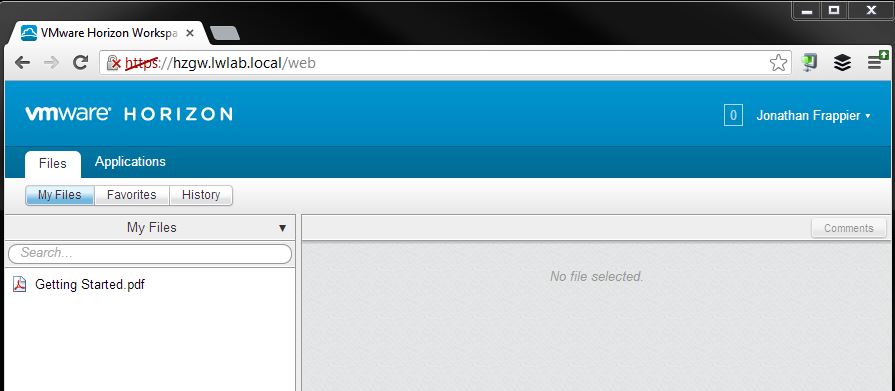 VMware Horizon Workspa
https://hzgw.lwlab.local/web
vmware® HORIZON
0 Jonathan Frappier
Files Applications
My Files Favorites History
My Files
Comments
Search...
No file selected.
Getting Started.pdf